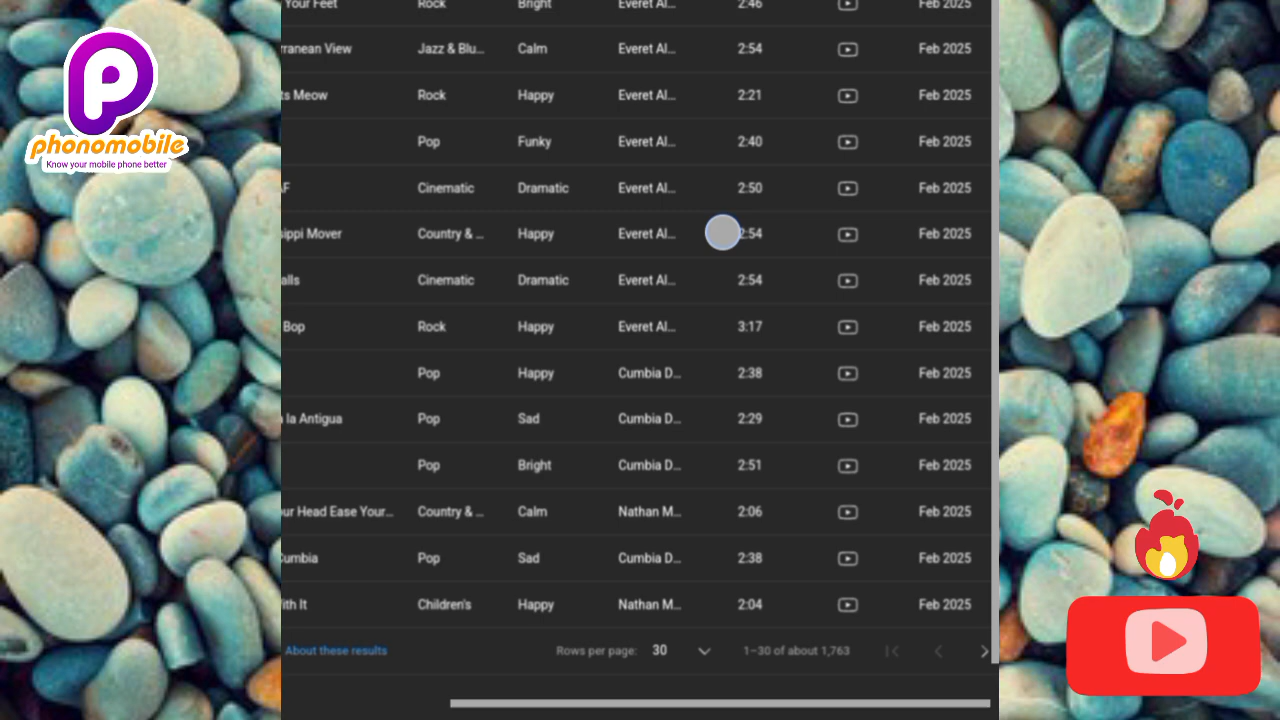 Your Feet Rock Bright Everet Al... 2:46 Feb 2025
rranean View Jazz & Blu... Calm Everet Al... 2:54 Feb 2025
ts Meow Rock Happy Everet Al... 2:21 Feb 2025
Pop Funky Everet Al... 2:40 Feb 2025
AF Cinematic Dramatic Everet Al... 2:50 Feb 2025
sippi Mover Country & ... Happy Everet Al... 2:54 Feb 2025
alls Cinematic Dramatic Everet Al... 2:54 Feb 2025
Bop Rock Happy Everet Al... 3:17 Feb 2025
Pop Happy Cumbia D... 2:38 Feb 2025
la Antigua Pop Sad Cumbia D... 2:29 Feb 2025
Pop Bright Cumbia D... 2:51 Feb 2025
our Head Ease Your... Country & ... Calm Nathan M... 2:06 Feb 2025
Cumbia Pop Sad Cumbia D... 2:38 Feb 2025
With It Children's Happy Nathan M... 2:04 Feb 2025
About these results Rows per page: 30 1–30 of about 1,763
phonomobile
Know your mobile phone better